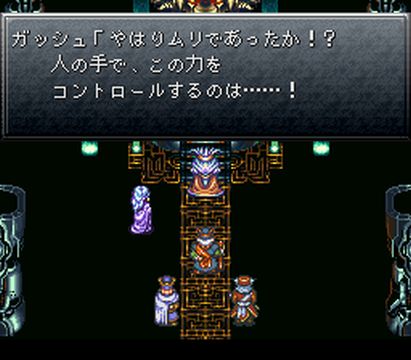 ガッシュ「やはりムリであったか!?
人の手で、この力を
コントロールするのは……!